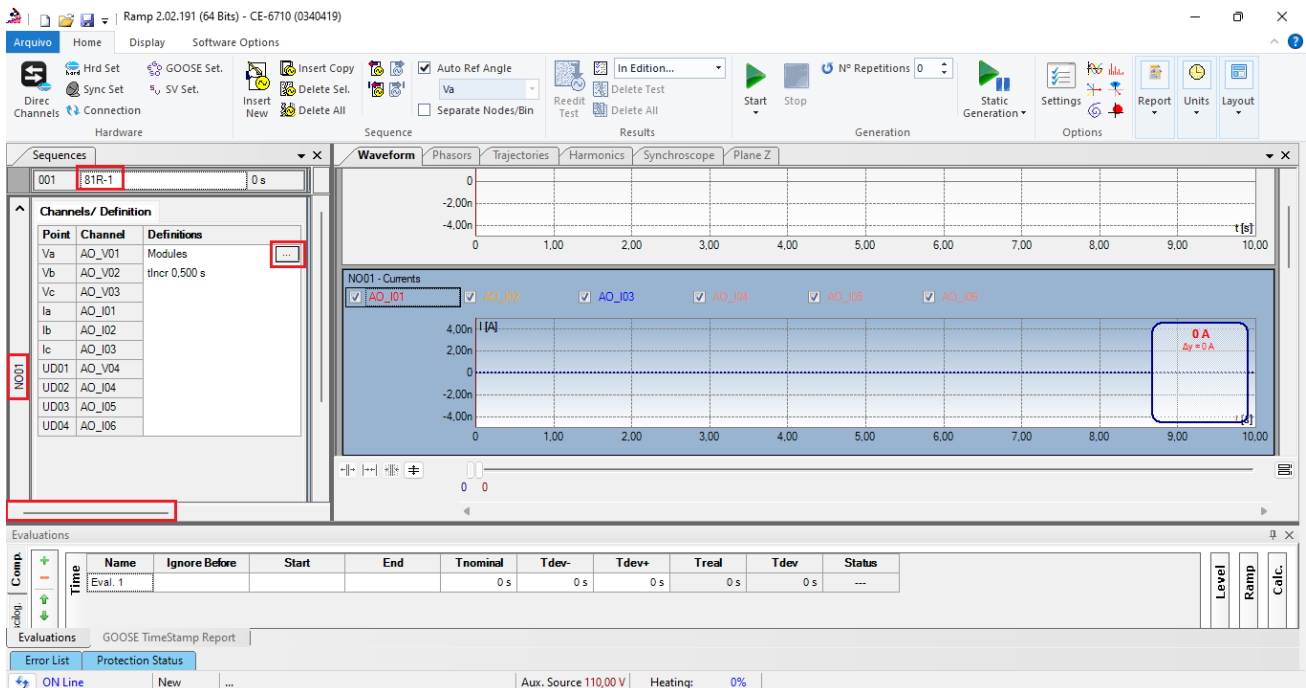 Ramp 2.02.191 (64 Bits) - CE-6710 (0340419)
Arquivo Home Display Software Options
Direc Channels
Hrd Set
Sync Set
Connection
GOOSE Set.
SV Set.
Hardware
Insert New
Insert Copy
Delete Sel.
Delete All
Auto Ref Angle
Va
Separate Nodes/Bin
Sequence
Reedit Test
In Edition...
Delete Test
Delete All
Results
Start
Stop
Nº Repetitions 0
Static Generation
Generation
Settings
Options
Report
Units
Layout
Sequences
001 81R-1 0 s
Channels/ Definition
Point Channel Definitions
Va AO_V01 Modules ...
Vb AO_V02 tIncr 0,500 s
Vc AO_V03
Ia AO_I01
Ib AO_I02
Ic AO_I03
UD01 AO_V04
UD02 AO_I04
UD03 AO_I05
UD04 AO_I06
NO01
Waveform Phasors Trajectories Harmonics Synchroscope Plane Z
0
-2,00n
-4,00n
t [s]
0 1,00 2,00 3,00 4,00 5,00 6,00 7,00 8,00 9,00 10,00
NO01 - Currents
AO_I01 AO_I02 AO_I03 AO_I04 AO_I05 AO_I06
I [A]
4,00n
2,00n
0
-2,00n
-4,00n
0 A
Δy = 0 A
0 1,00 2,00 3,00 4,00 5,00 6,00 7,00 8,00 9,00 10,00
0 0
Evaluations
Comp.
Time
Name Ignore Before Start End Tnominal Tdev- Tdev+ Treal Tdev Status
Eval. 1 0 s 0 s 0 s 0 s 0 s ---
Level
Ramp
Calc.
Evaluations GOOSE TimeStamp Report
Error List Protection Status
ON Line New ... Aux. Source 110,00 V Heating: 0%